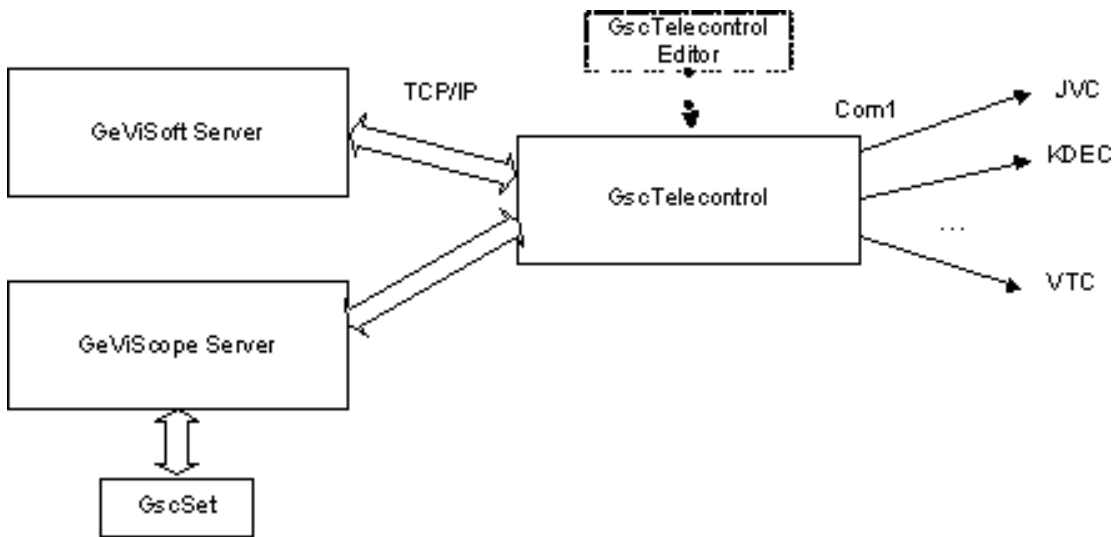 GscTelecontrol
Editor
TCP/IP
Com1
JVC
GeViSoft Server
KDEC
GscTelecontrol
...
VTC
GeViScope Server
GscSet